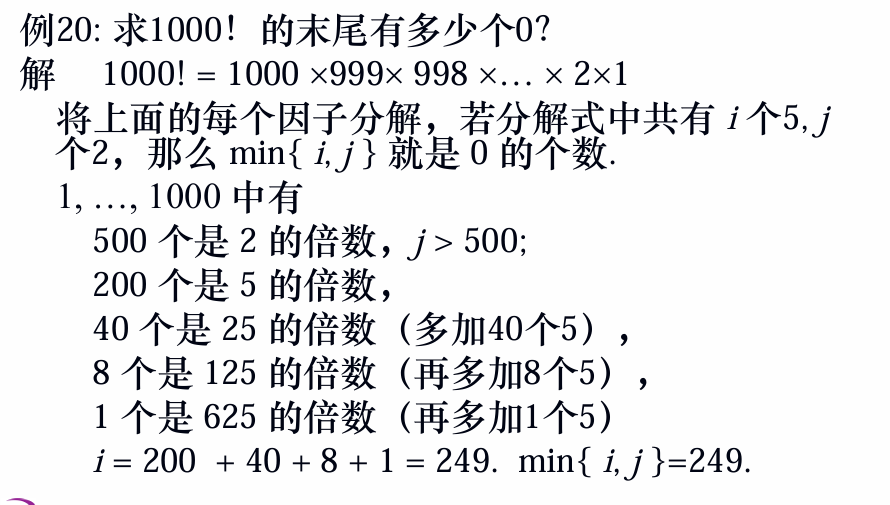 例20: 求1000！的末尾有多少个0?
解 1000! = 1000 ×999× 998 ×… × 2×1
将上面的每个因子分解，若分解式中共有 i 个5, j
个2，那么 min{ i, j } 就是 0 的个数.
1, …, 1000 中有
500 个是 2 的倍数，j > 500;
200 个是 5 的倍数，
40 个是 25 的倍数（多加40个5），
8 个是 125 的倍数（再多加8个5），
1 个是 625 的倍数（再多加1个5）
i = 200 + 40 + 8 + 1 = 249. min{ i, j }=249.